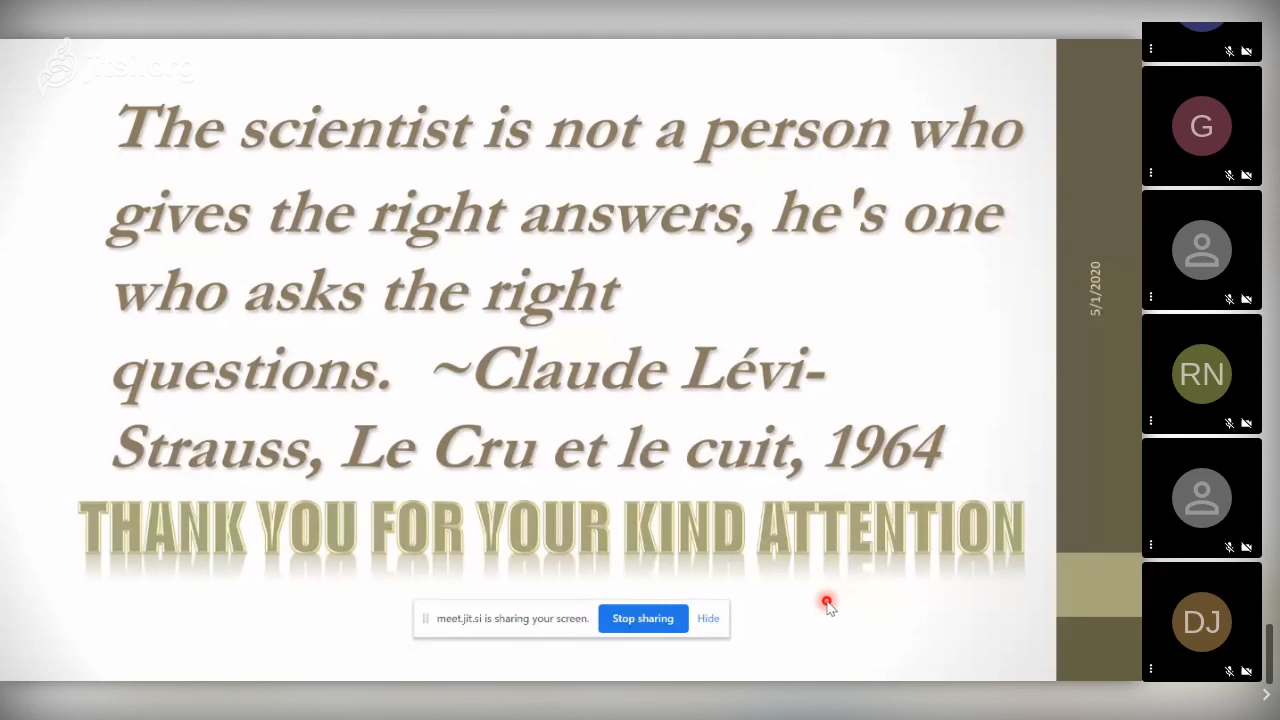 jitsi.org
The scientist is not a person who
gives the right answers, he's one
who asks the right
questions.  ~Claude Lévi-
Strauss, Le Cru et le cuit, 1964
THANK YOU FOR YOUR KIND ATTENTION
meet.jit.si is sharing your screen.
Stop sharing
Hide
5/1/2020
G
RN
DJ